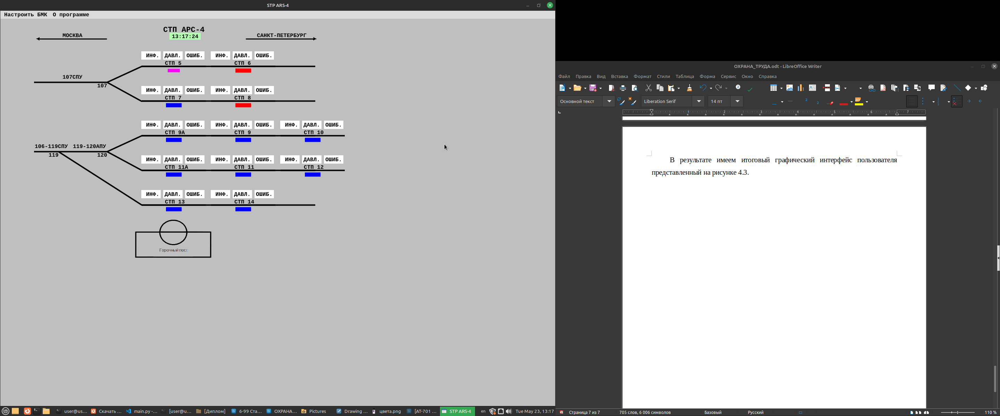 STP ARS-4
Настроить БМК О программе
СТП АРС-4
МОСКВА
13:17:24
САНКТ-ПЕТЕРБУРГ
ИНФ. ДАВЛ. ОШИБ. ИНФ. ДАВЛ. ОШИБ.
СТП 5 СТП 6
107СПУ
107
ИНФ. ДАВЛ. ОШИБ. ИНФ. ДАВЛ. ОШИБ.
СТП 7 СТП 8
ИНФ. ДАВЛ. ОШИБ. ИНФ. ДАВЛ. ОШИБ. ИНФ. ДАВЛ. ОШИБ.
СТП 9А СТП 9 СТП 10
106-119СПУ 119-120АПУ
119 120
ИНФ. ДАВЛ. ОШИБ. ИНФ. ДАВЛ. ОШИБ. ИНФ. ДАВЛ. ОШИБ.
СТП 11А СТП 11 СТП 12
ИНФ. ДАВЛ. ОШИБ. ИНФ. ДАВЛ. ОШИБ.
СТП 13 СТП 14
Горочный пост
user@us... Скачать ... main.py -... [user@u... [Диплом] 6-99 Ста... ОХРАНА... Pictures Drawing ... цвета.png [АТ-701 ... STP ARS-4 en Tue May 23, 13:17
ОХРАНА_ТРУДА.odt - LibreOffice Writer
Файл Правка Вид Вставка Формат Стили Таблица Форма Сервис Окно Справка
Основной текст Liberation Serif 14 пт
1 2 3 4 5 6 7
В результате имеем итоговый графический интерфейс пользователя
представленный на рисунке 4.3.
Страница 7 из 7 705 слов, 6 006 символов Базовый Русский 110 %